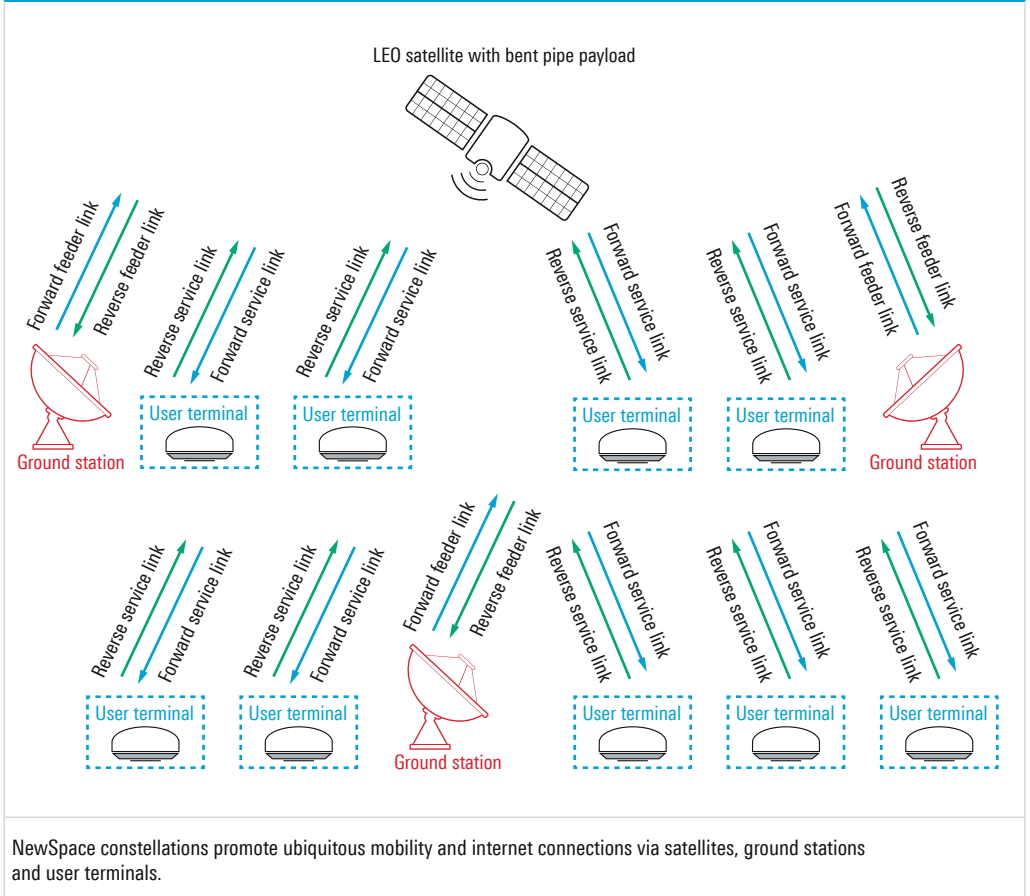 LEO satellite with bent pipe payload
Forward feeder link
Reverse feeder link
Reverse service link
Forward service link
Reverse service link
Forward service link
Reverse service link
Forward service link
Reverse service link
Forward service link
Forward feeder link
Reverse feeder link
Ground station
User terminal
User terminal
User terminal
User terminal
Ground station
Reverse service link
Forward service link
Reverse service link
Forward service link
Forward feeder link
Reverse feeder link
Reverse service link
Forward service link
Reverse service link
Forward service link
Reverse service link
Forward service link
User terminal
User terminal
Ground station
User terminal
User terminal
User terminal
NewSpace constellations promote ubiquitous mobility and internet connections via satellites, ground stations
and user terminals.